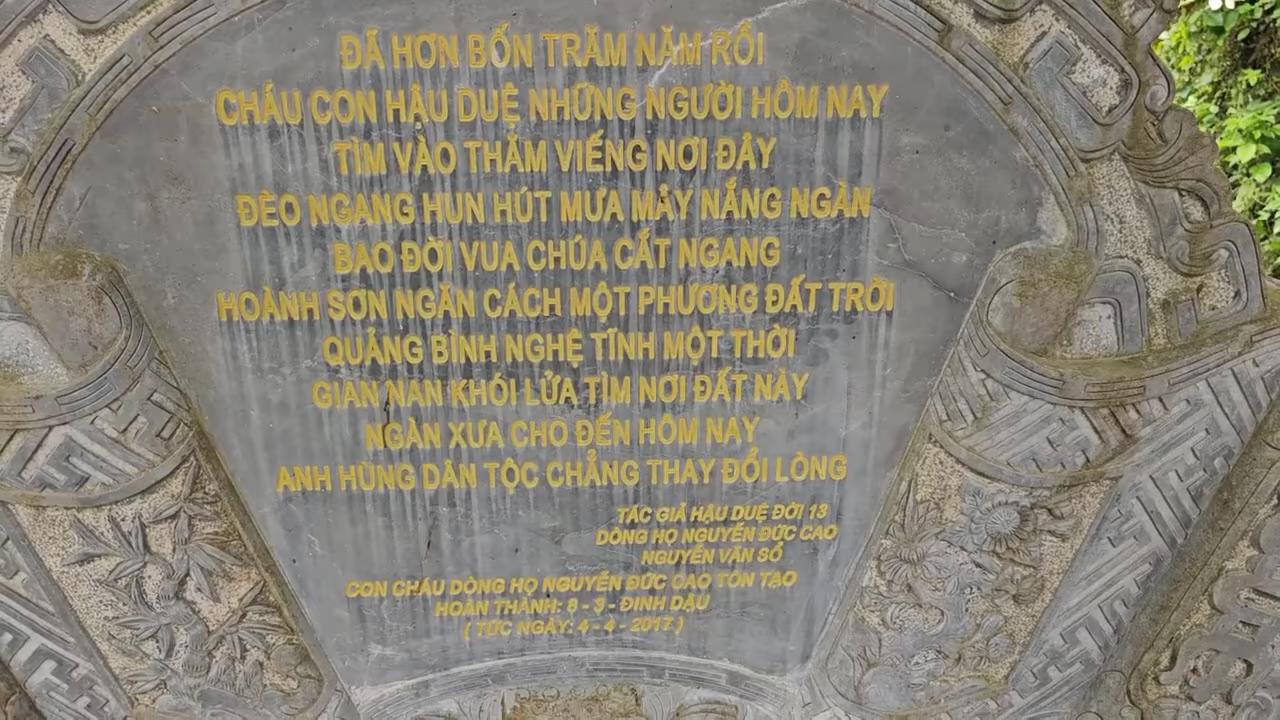 ĐÃ HƠN BỐN TRĂM NĂM RỒI
CHÁU CON HẬU DUỆ NHỮNG NGƯỜI HÔM NAY
TÌM VÀO THĂM VIẾNG NƠI ĐÂY
ĐÈO NGANG HUN HÚT MƯA MÂY NẮNG NGÀN
BAO ĐỜI VUA CHÚA CẮT NGANG
HOÀNH SƠN NGĂN CÁCH MỘT PHƯƠNG ĐẤT TRỜI
QUẢNG BÌNH NGHỆ TĨNH MỘT THỜI
GIAN NAN KHÓI LỬA TÌM NƠI ĐẤT NÀY
NGÀN XƯA CHO ĐẾN HÔM NAY
ANH HÙNG DÂN TỘC CHẲNG THAY ĐỔI LÒNG
TÁC GIẢ HẬU DUỆ ĐỜI 13
DÒNG HỌ NGUYỄN ĐỨC CAO
NGUYỄN VĂN SỔ
CON CHÁU DÒNG HỌ NGUYỄN ĐỨC CAO TÔN TẠO
HOÀN THÀNH: 8 - 3 - ĐINH DẬU
( TỨC NGÀY: 4 - 4 - 2017 )